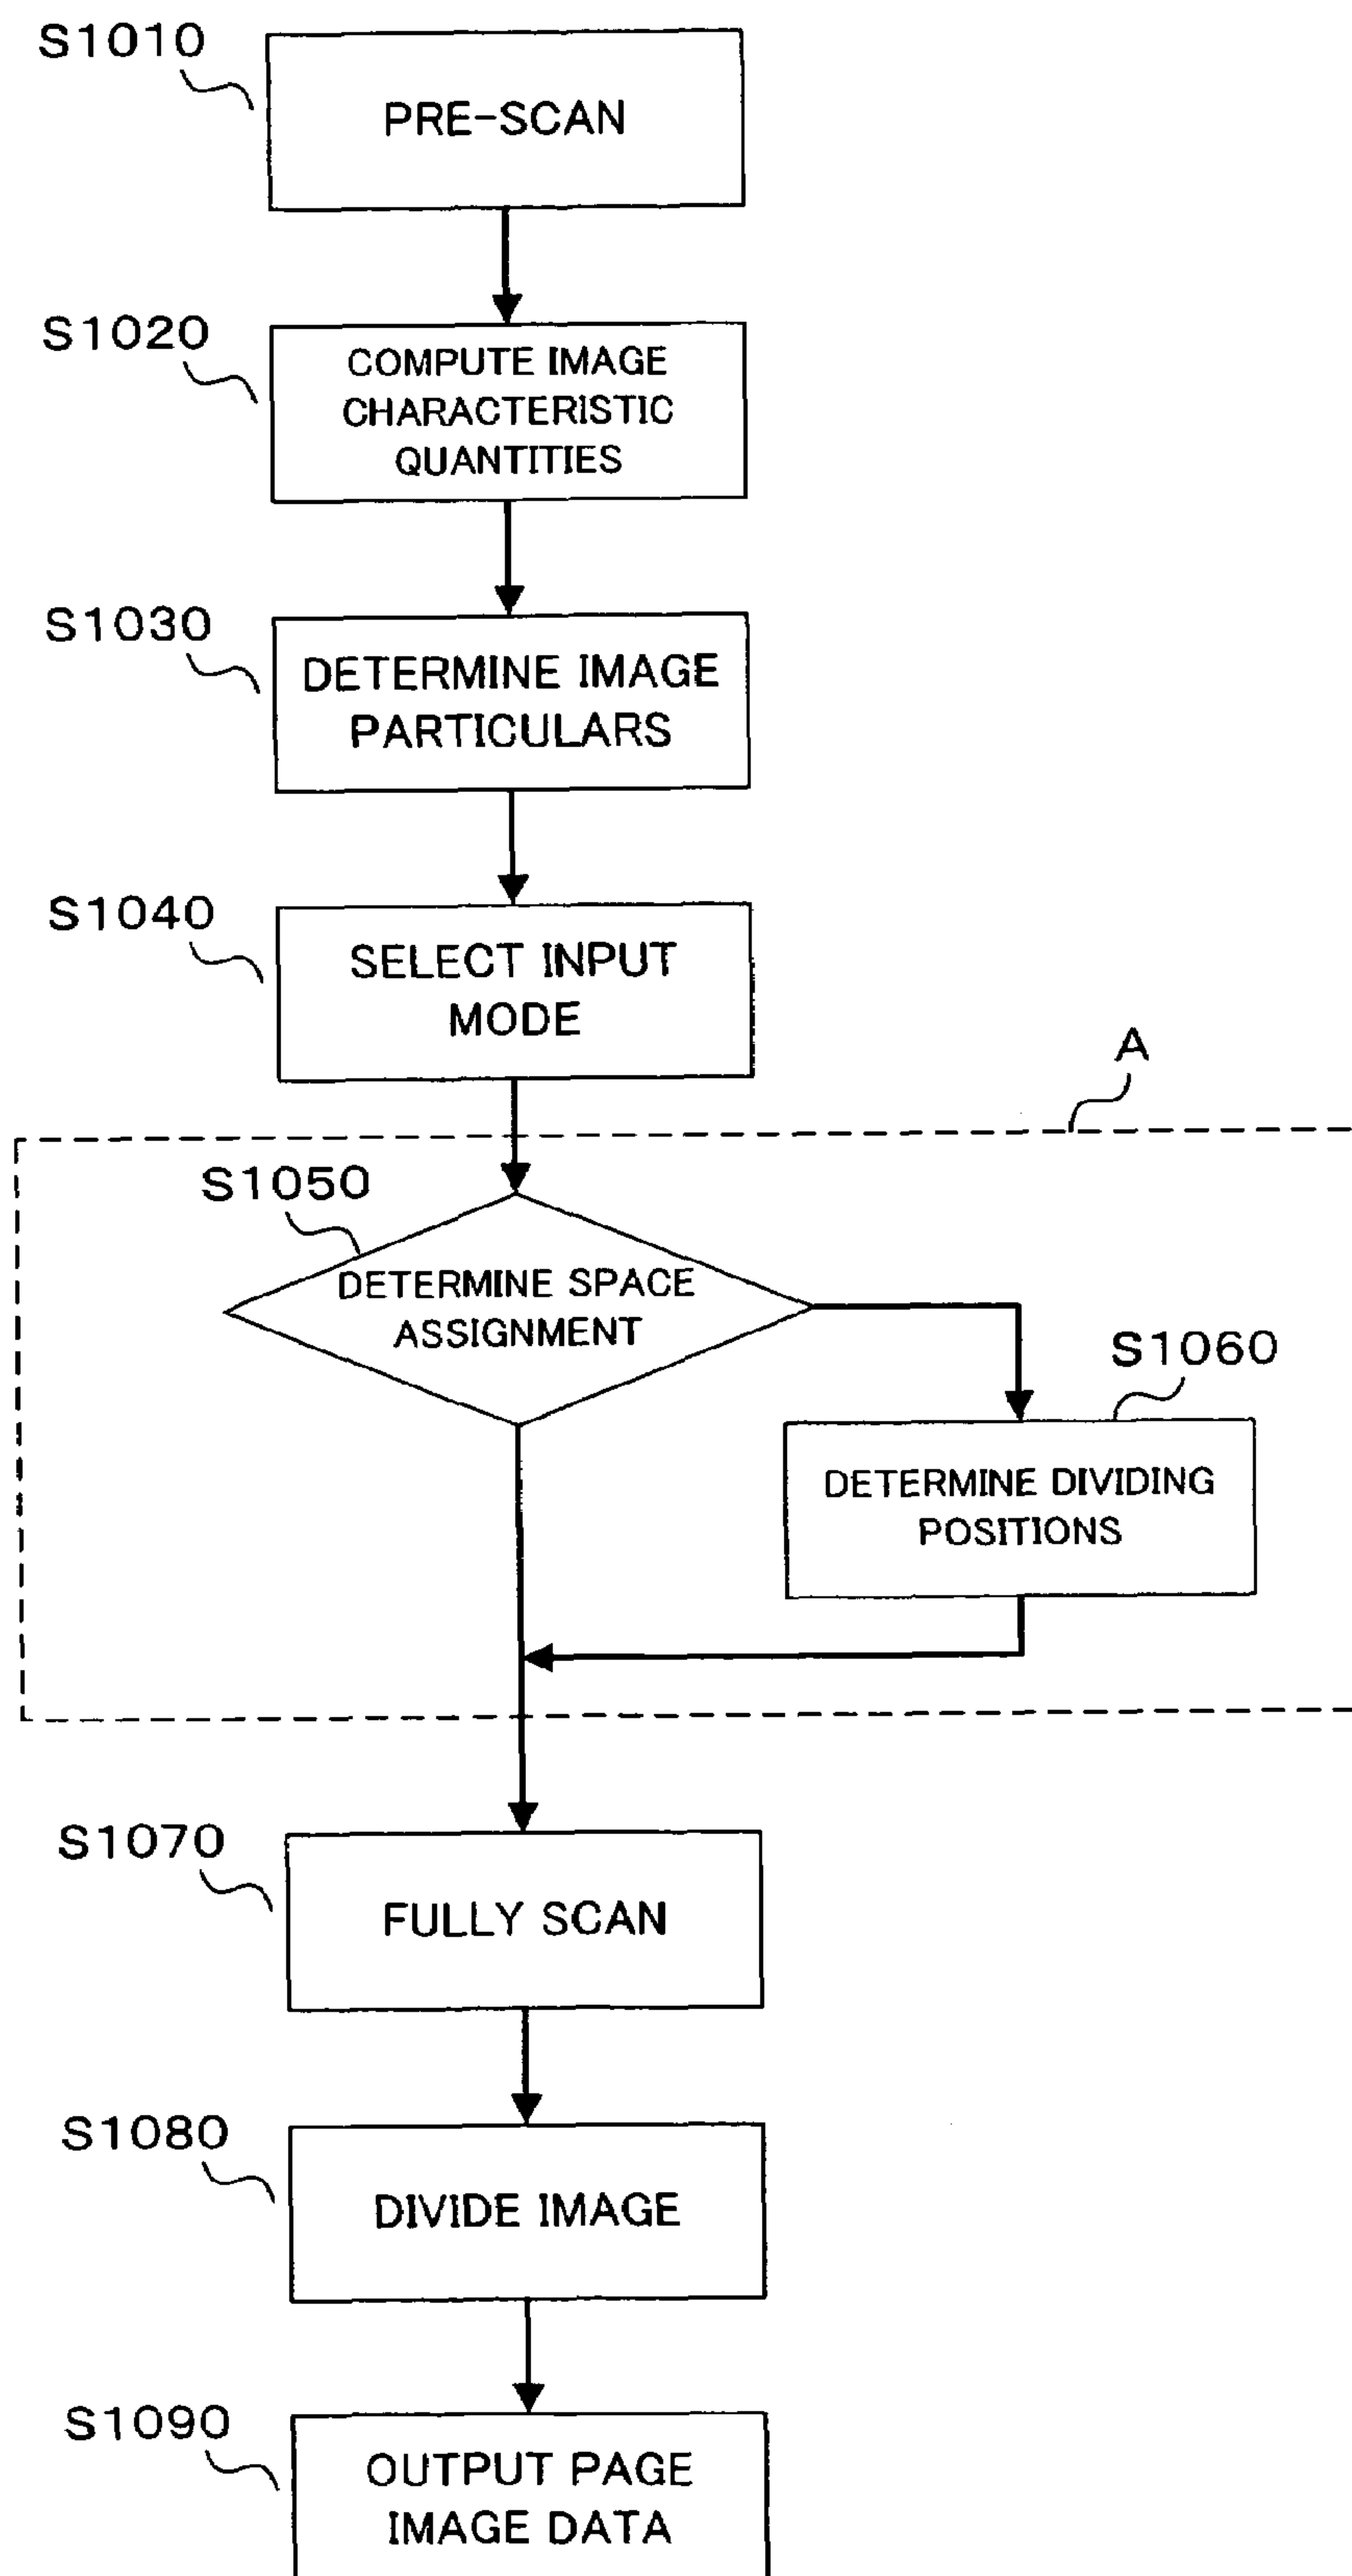 S1010
PRE-SCAN
S1020
COMPUTE IMAGE
CHARACTERISTIC
QUANTITIES
S1030
DETERMINE IMAGE
PARTICULARS
S1040
SELECT INPUT
MODE
A
S1050
DETERMINE SPACE
ASSIGNMENT
S1060
DETERMINE DIVIDING
POSITIONS
S1070
FULLY SCAN
S1080
DIVIDE IMAGE
S1090
OUTPUT PAGE
IMAGE DATA